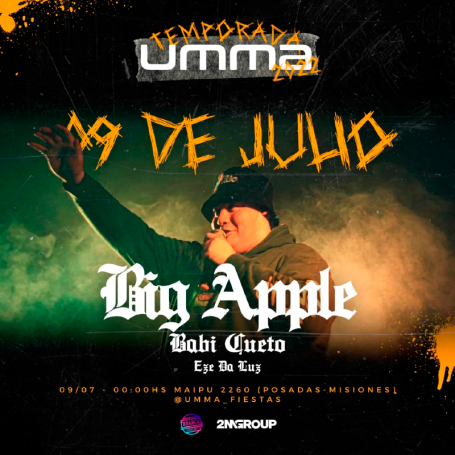 TEMPORADA
umma
2022
09 DE JULIO
Big Apple
Babi Cueto
Eze Da Luz
09/07 - 00:00HS MAIPU 2260 (POSADAS-MISIONES)
@UMMA_FIESTAS
2MGROUP